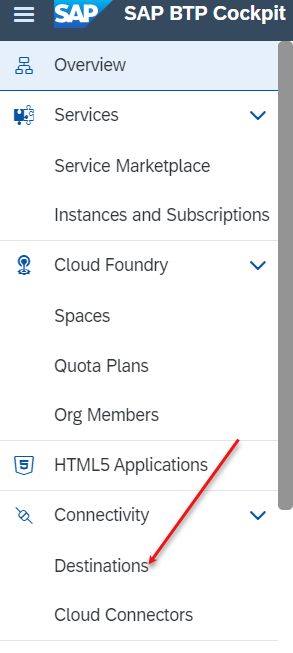 SAP SAP BTP Cockpit
Overview
Services
Service Marketplace
Instances and Subscriptions
Cloud Foundry
Spaces
Quota Plans
Org Members
5 HTML5 Applications
Connectivity
Destinations
Cloud Connectors